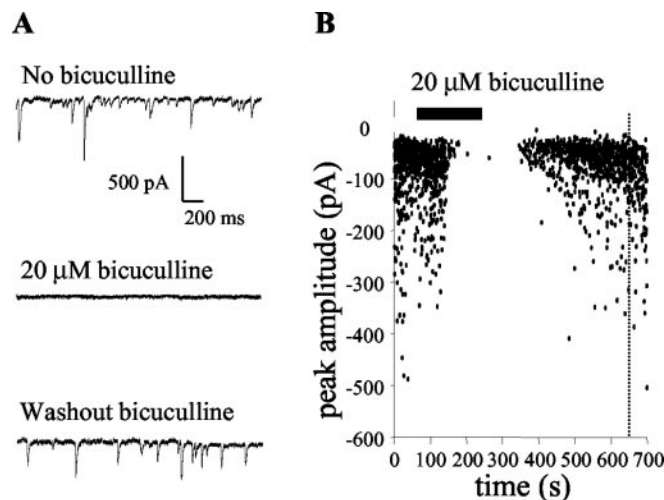 A
No bicuculline
500 pA
200 ms
20 µM bicuculline
Washout bicuculline
B
20 µM bicuculline
peak amplitude (pA)
0
-100
-200
-300
-400
-500
-600
0 100 200 300 400 500 600 700
time (s)